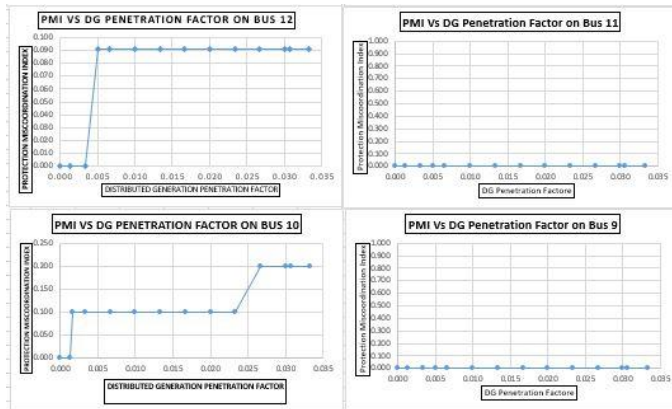 PMI VS DG PENETRATION FACTOR ON BUS 12
PROTECTION MISCOORDINATION INDEX
0.100
0.090
0.080
0.070
0.060
0.050
0.040
0.030
0.020
0.010
0.000
0.000 0.005 0.010 0.015 0.020 0.025 0.030 0.035
DISTRIBUTED GENERATION PENETRATION FACTOR
PMI Vs DG Penetration Factor on Bus 11
Protection Miscoordination Index
1.000
0.900
0.800
0.700
0.600
0.500
0.400
0.300
0.200
0.100
0.000
0.000 0.005 0.010 0.015 0.020 0.025 0.030 0.035
DG Penetration Factore
PMI VS DG PENETRATION FACTOR ON BUS 10
PROTECTION MISCOORDINATION INDEX
0.250
0.200
0.150
0.100
0.050
0.000
0.000 0.005 0.010 0.015 0.020 0.025 0.030 0.035
DISTRIBUTED GENERATION PENETRATION FACTOR
PMI Vs DG Penetration Factor on Bus 9
Protection Miscoordination Index
1.000
0.900
0.800
0.700
0.600
0.500
0.400
0.300
0.200
0.100
0.000
0.000 0.005 0.010 0.015 0.020 0.025 0.030 0.035
DG Penetration Factore